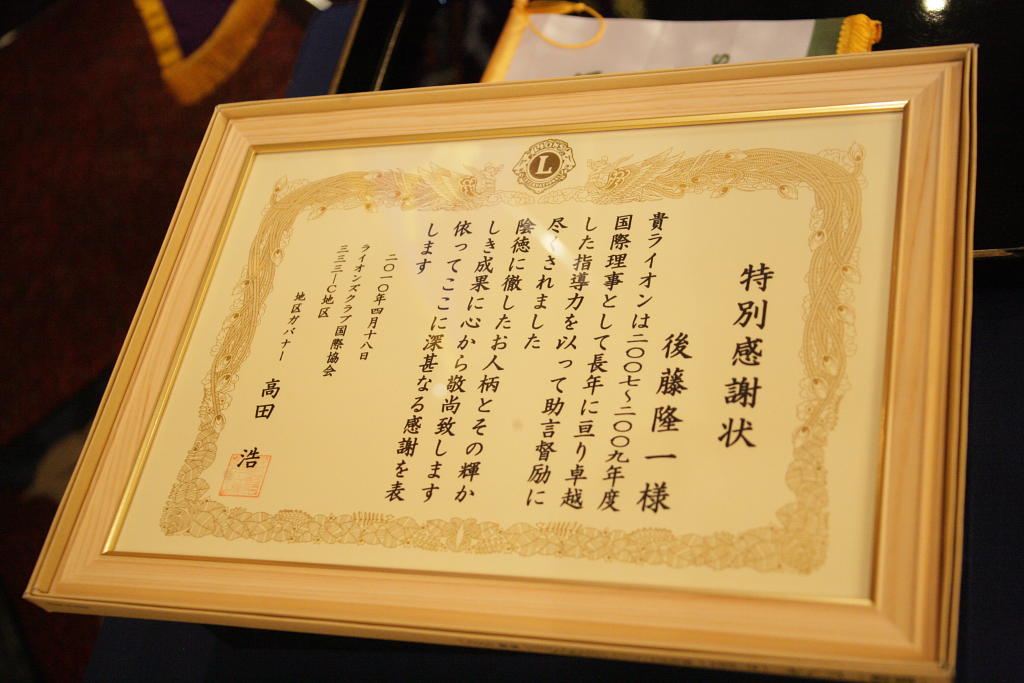 特別感謝状
後藤隆一様
貴ライオンは二〇〇七〜二〇〇九年度
国際理事として長年に亘り卓越
した指導力を以って助言督励に
尽くされました
陰徳に徹したお人柄とその輝か
しき成果に心から敬尚致します
依ってここに深甚なる感謝を表
します
二〇一〇年四月十八日
ライオンズクラブ国際協会
三三三―C地区
地区ガバナー
高田 浩
LIONS
L
S